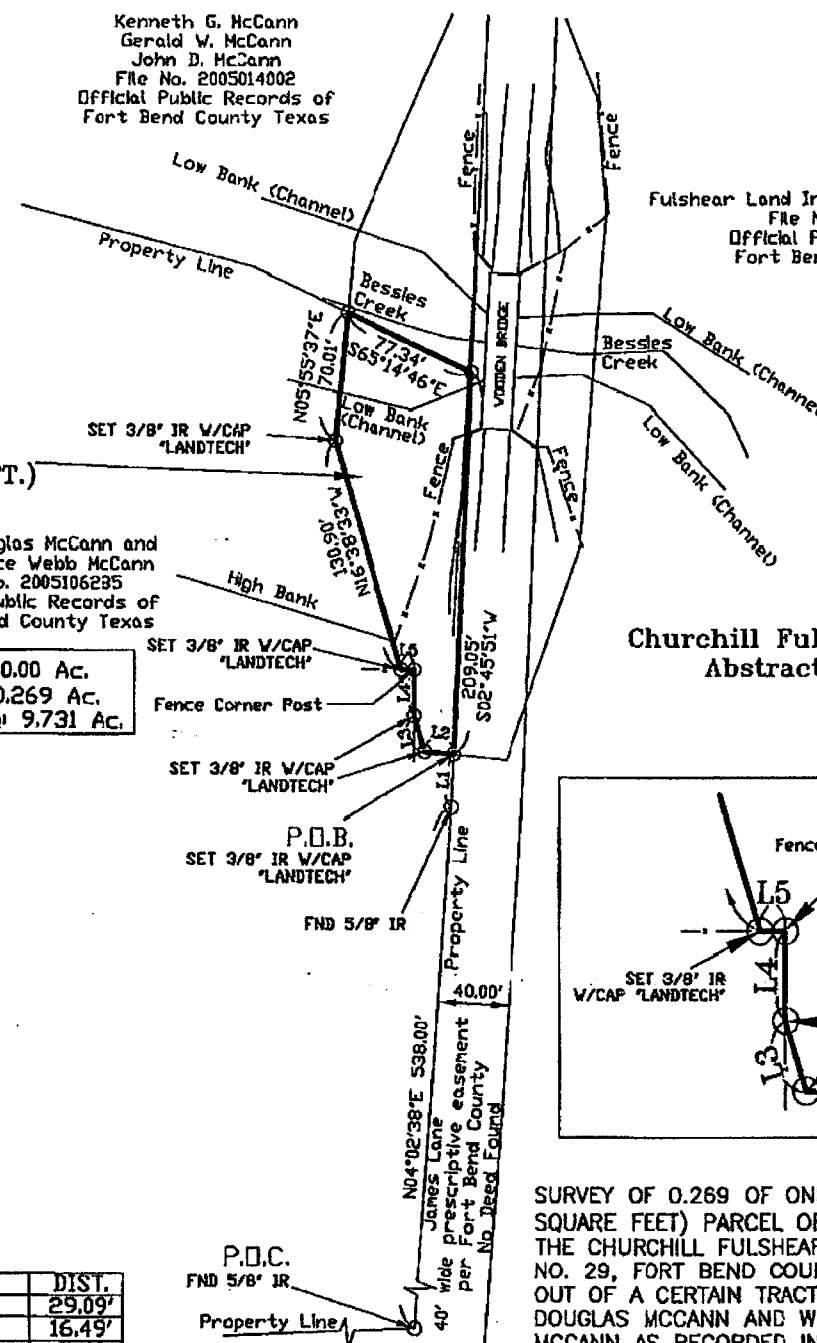 Kenneth G. McCann
Gerald W. McCann
John D. McCann
File No. 2005014002
Official Public Records of
Fort Bend County Texas
Fence
Fence
Low Bank (Channel)
Property Line
Fulshear Land In
File N
Official P
Fort Ben
Bessies
Creek
WOODEN BRIDGE
Low Bank (Channel
Bessies
Creek
77.34'
S65°14'46"E
N05°55'37"E
70.01'
Low Bank
(Channel)
Low Bank (Channel)
SET 3/8" IR W/CAP
"LANDTECH"
T.)
Fence
Fence
N16°38'33"W
130.90'
glas McCann and
ce Webb McCann
o. 2005106235
ublic Records of
d County Texas
High Bank
209.05'
S02°45'51"W
Churchill Ful
Abstract
SET 3/8" IR W/CAP
"LANDTECH"
L5
L4
0.00 Ac.
0.269 Ac.
9.731 Ac.
Fence Corner Post
L3
L2
SET 3/8" IR W/CAP
"LANDTECH"
L1
P.O.B.
SET 3/8" IR W/CAP
"LANDTECH"
FND 5/8" IR
Property Line
Fence
L5
SET 3/8" IR
W/CAP "LANDTECH"
L4
L3
40.00'
N04°02'38"E 538.00'
James Lane
40' wide prescriptive easement
per Fort Bend County
No Deed Found
SURVEY OF 0.269 OF ON
SQUARE FEET) PARCEL O
THE CHURCHILL FULSHEAR
NO. 29, FORT BEND COU
OUT OF A CERTAIN TRACT
DOUGLAS MCCANN AND W
MCCANN AS RECORDED IN
P.O.C.
FND 5/8" IR
Property Line
DIST.
29.09'
16.49'